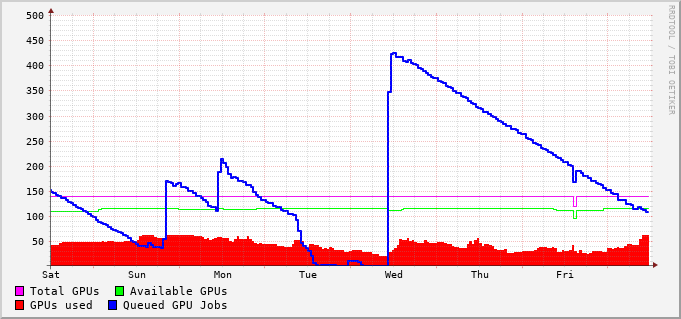 500
450
400
350
300
250
200
150
100
50
Sat Sun Mon Tue Wed Thu Fri
Total GPUs Available GPUs
GPUs used Queued GPU Jobs
RRDTOOL / TOBI OETIKER